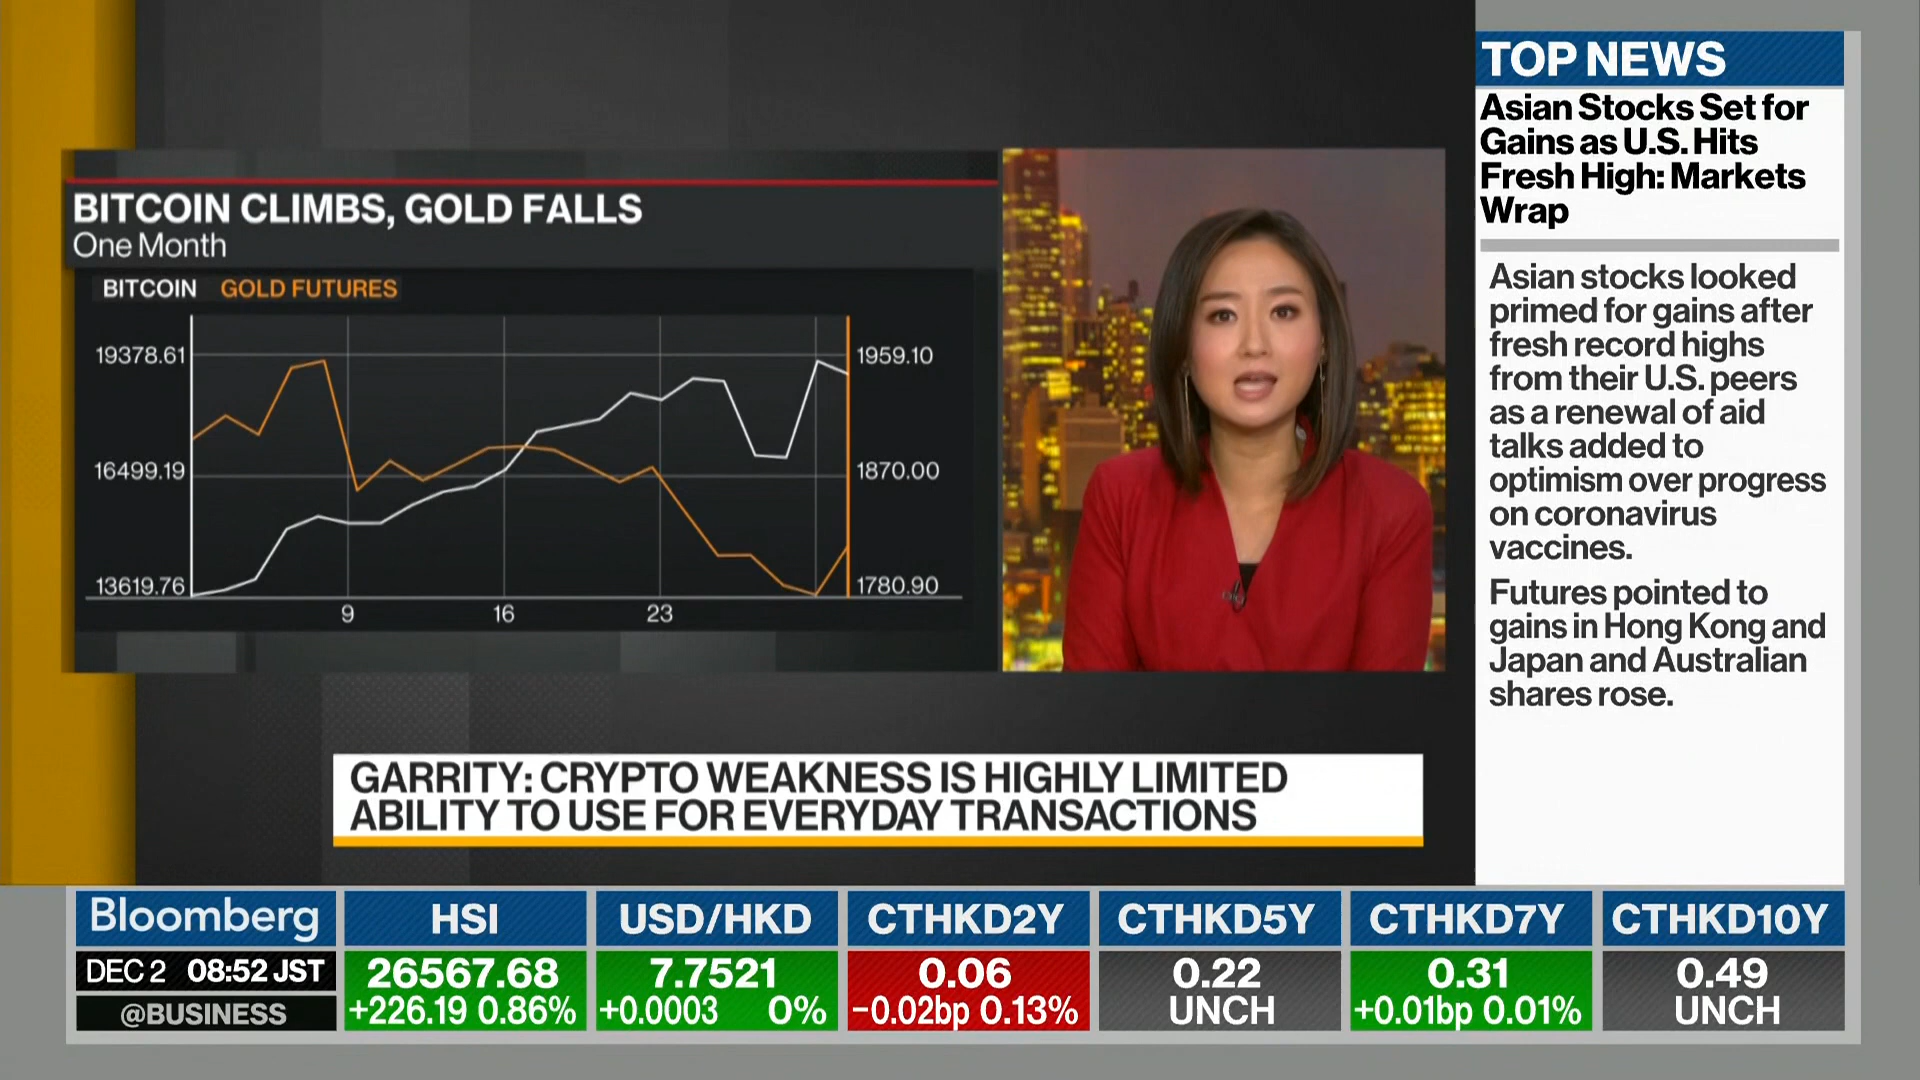 TOP NEWS
Asian Stocks Set for
Gains as U.S. Hits
Fresh High: Markets
Wrap
Asian stocks looked
primed for gains after
fresh record highs
from their U.S. peers
as a renewal of aid
talks added to
optimism over progress
on coronavirus
vaccines.
Futures pointed to
gains in Hong Kong and
Japan and Australian
shares rose.
BITCOIN CLIMBS, GOLD FALLS
One Month
BITCOIN GOLD FUTURES
19378.61 1959.10
16499.19 1870.00
13619.76 1780.90
9 16 23
GARRITY: CRYPTO WEAKNESS IS HIGHLY LIMITED
ABILITY TO USE FOR EVERYDAY TRANSACTIONS
Bloomberg HSI USD/HKD CTHKD2Y CTHKD5Y CTHKD7Y CTHKD10Y
DEC 2 08:52 JST 26567.68 7.7521 0.06 0.22 0.31 0.49
@BUSINESS +226.19 0.86% +0.0003 0% -0.02bp 0.13% UNCH +0.01bp 0.01% UNCH